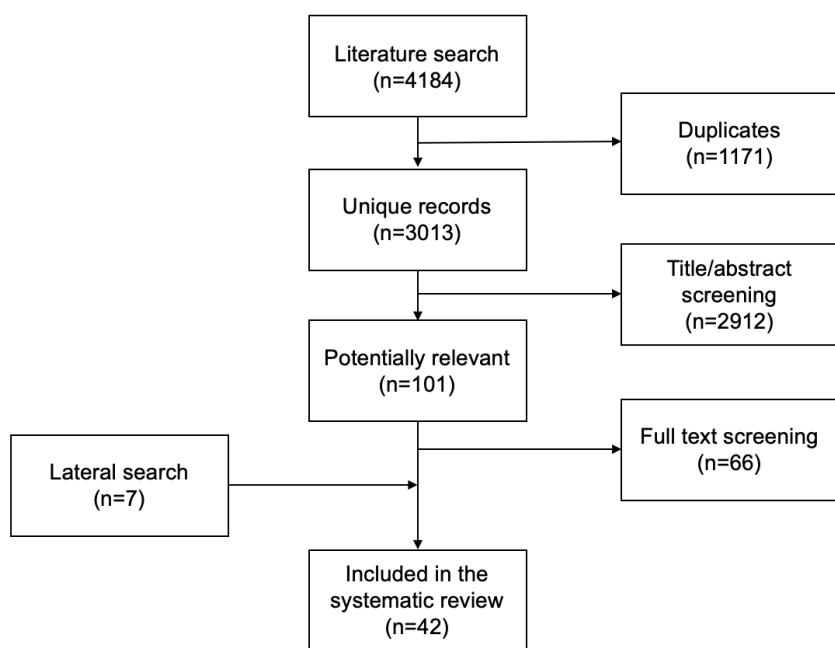 Literature search
(n=4184)
Duplicates
(n=1171)
Unique records
(n=3013)
Title/abstract
screening
(n=2912)
Potentially relevant
(n=101)
Full text screening
(n=66)
Lateral search
(n=7)
Included in the
systematic review
(n=42)